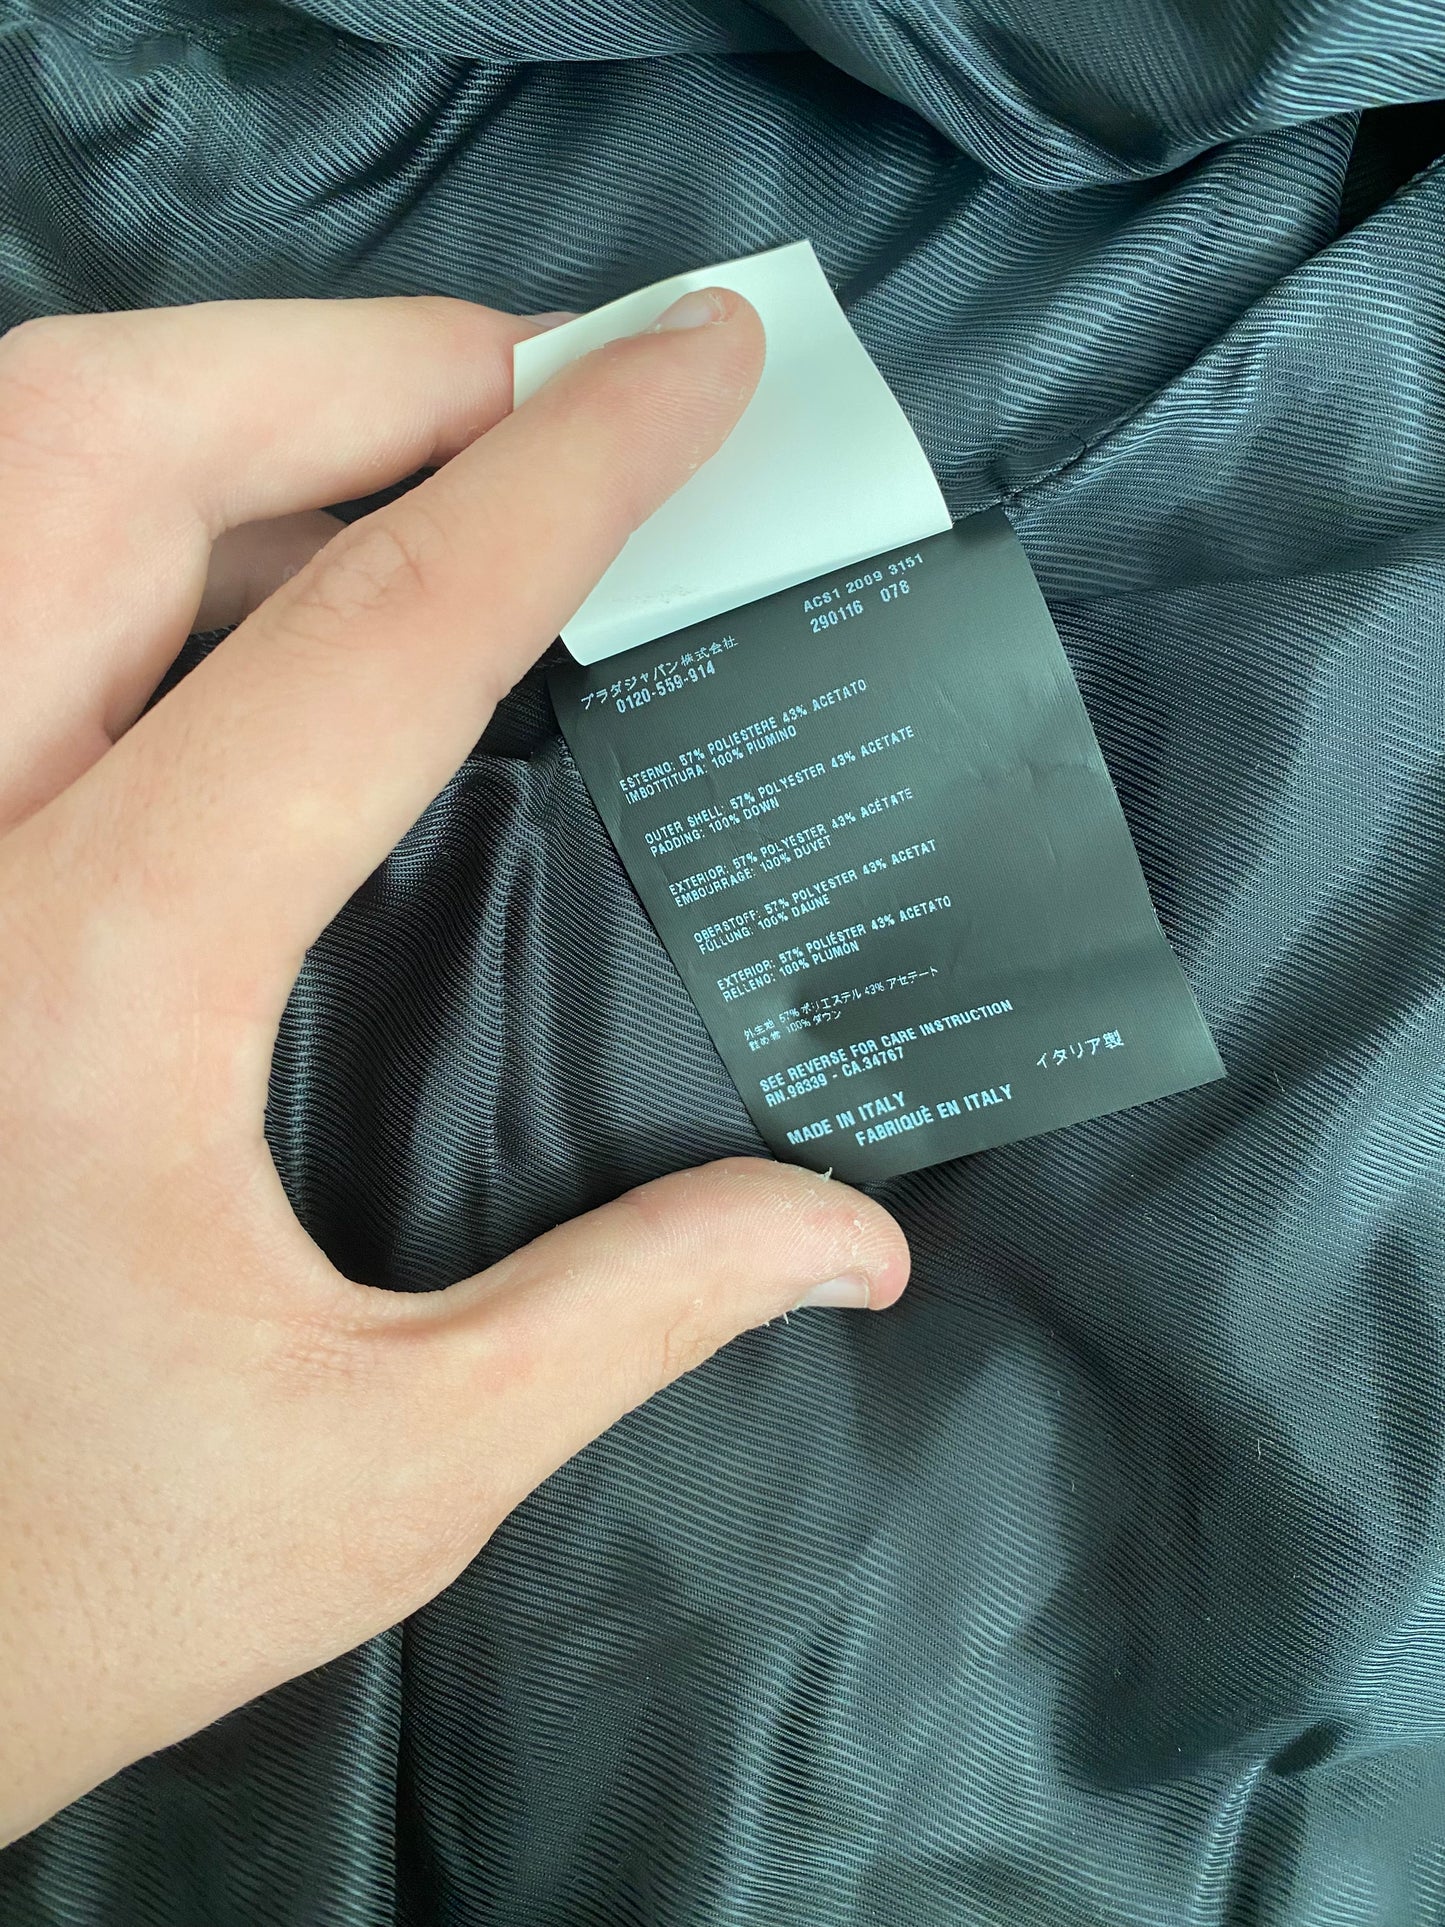 ACS1 2009 3151
290116 078
プラダジャパン株式会社
0120-559-914
ESTERNO: 57% POLIESTERE 43% ACETATO
IMBOTTITURA: 100% PIUMINO
OUTER SHELL: 57% POLYESTER 43% ACETATE
PADDING: 100% DOWN
EXTERIOR: 57% POLYESTER 43% ACÉTATE
EMBOURRAGE: 100% DUVET
OBERSTOFF: 57% POLYESTER 43% ACETAT
FÜLLUNG: 100% DAUNE
EXTERIOR: 57% POLIÉSTER 43% ACETATO
RELLENO: 100% PLUMÓN
外生地 57% ポリエステル 43% アセテート
詰め物 100% ダウン
SEE REVERSE FOR CARE INSTRUCTION
RN.98339 - CA.34767
イタリア製
MADE IN ITALY
FABRIQUÈ EN ITALY